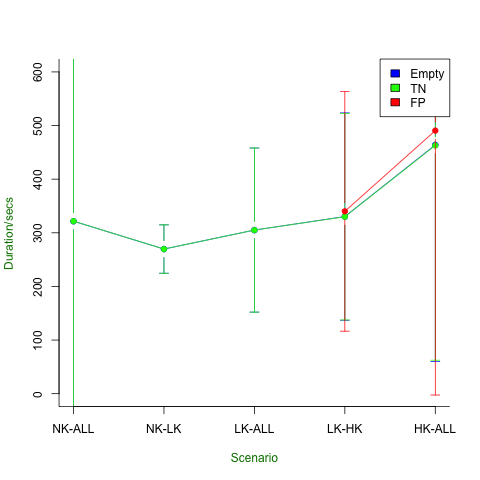 Empty
TN
FP
600
500
400
300
200
100
0
Duration/secs
NK-ALL
NK-LK
LK-ALL
LK-HK
HK-ALL
Scenario